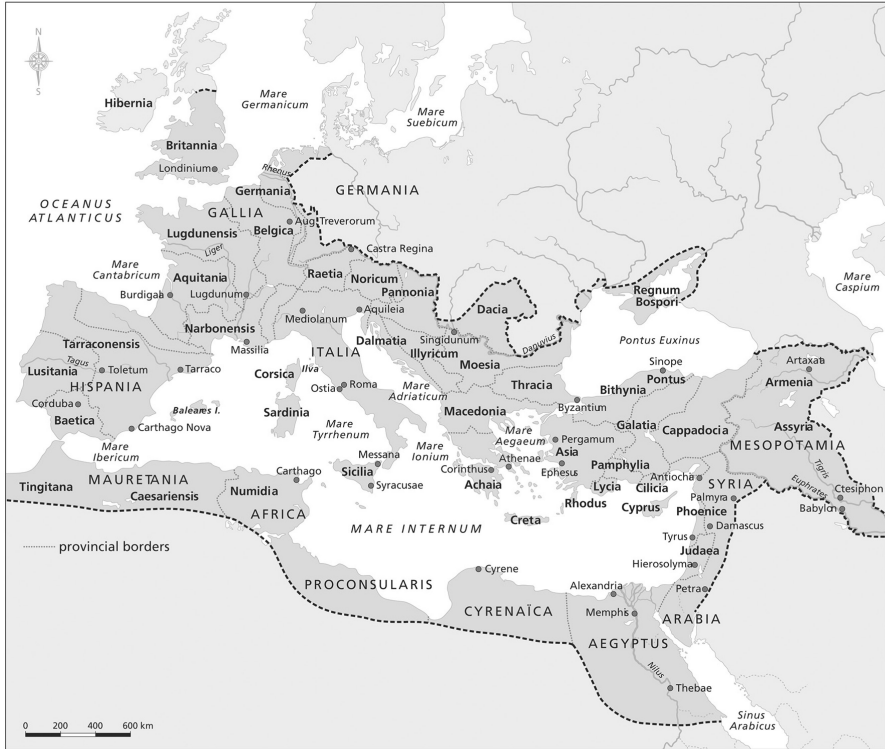 N
S
Hibernia
Mare
Germanicum
Mare
Suebicum
Britannia
Londinium
Rhenus
OCEANUS
ATLANTICUS
Germania
GERMANIA
GALLIA
Lugdunensis
Belgica
Aug. Treverorum
Castra Regina
Liger
Mare
Cantabricum
Aquitania
Burdigala
Lugdunum
Raetia
Noricum
Pannonia
Regnum
Bospori
Mare
Caspium
Dacia
Mediolanum
Aquileia
Narbonensis
Massilia
Dalmatia
Singidunum
Illyricum
Danuvius
Moesia
Pontus Euxinus
Tarraconensis
Lusitania
Tagus
Toletum
Tarraco
HISPANIA
Corduba
Baetica
Carthago Nova
Baleares I.
Mare
Ibericum
ITALIA
Corsica
Ilva
Ostia
Roma
Sardinia
Mare
Adriaticum
Mare
Tyrrhenum
Thracia
Macedonia
Byzantium
Sinope
Pontus
Bithynia
Artaxata
Armenia
Galatia
Cappadocia
Assyria
MESOPOTAMIA
Mare
Aegaeum
Pergamum
Asia
Mare
Ionium
Messana
Sicilia
Syracusae
Corinthus
Athenae
Achaia
Ephesus
Pamphylia
Lycia
Cilicia
Antiochia
SYRIA
Tigris
Euphrates
Ctesiphon
Babylon
Palmyra
Phoenice
Rhodus
Cyprus
Creta
Damascus
Tyrus
Judaea
Hierosolyma
Petra
ARABIA
Tingitana
MAURETANIA
Caesariensis
Numidia
Carthago
AFRICA
MARE INTERNUM
provincial borders
PROCONSULARIS
Cyrene
CYRENAÏCA
Alexandria
Memphis
AEGYPTUS
Nilus
Thebae
Sinus
Arabicus
0 200 400 600 km